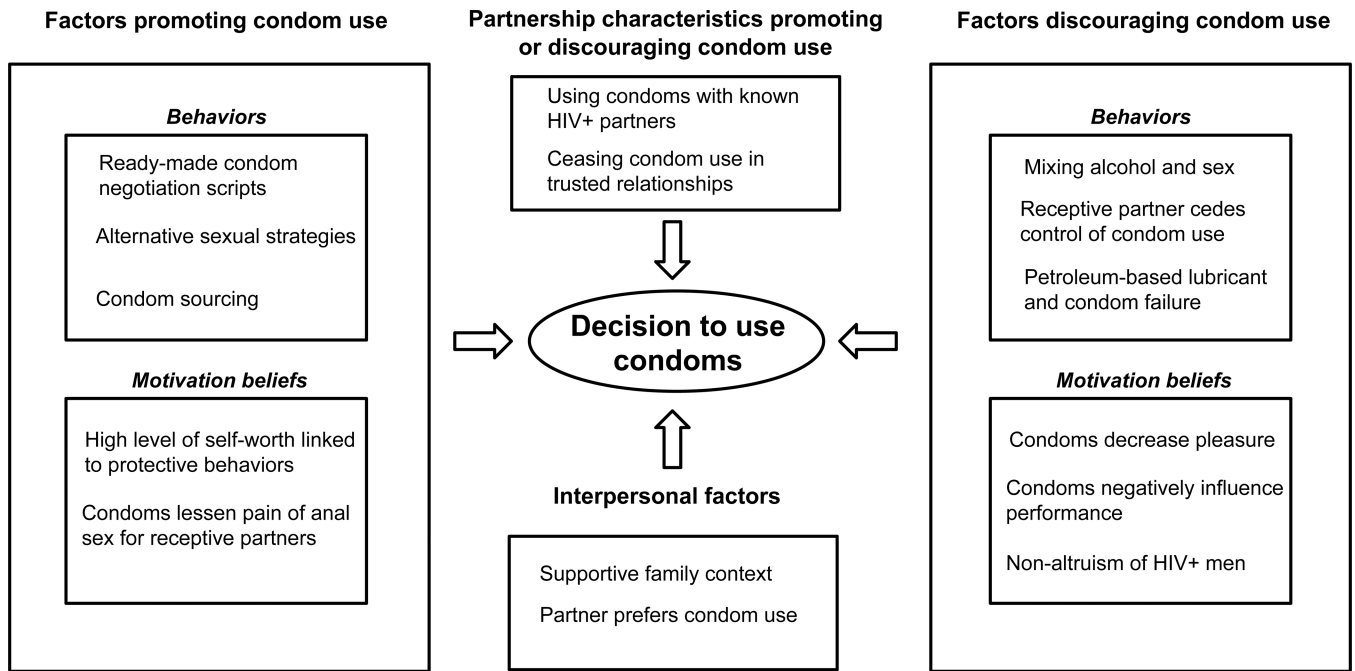 Factors promoting condom use
Behaviors
Ready-made condom
negotiation scripts
Alternative sexual strategies
Condom sourcing
Motivation beliefs
High level of self-worth linked
to protective behaviors
Condoms lessen pain of anal
sex for receptive partners
Partnership characteristics promoting
or discouraging condom use
Using condoms with known
HIV+ partners
Ceasing condom use in
trusted relationships
Decision to use
condoms
Interpersonal factors
Supportive family context
Partner prefers condom use
Factors discouraging condom use
Behaviors
Mixing alcohol and sex
Receptive partner cedes
control of condom use
Petroleum-based lubricant
and condom failure
Motivation beliefs
Condoms decrease pleasure
Condoms negatively influence
performance
Non-altruism of HIV+ men